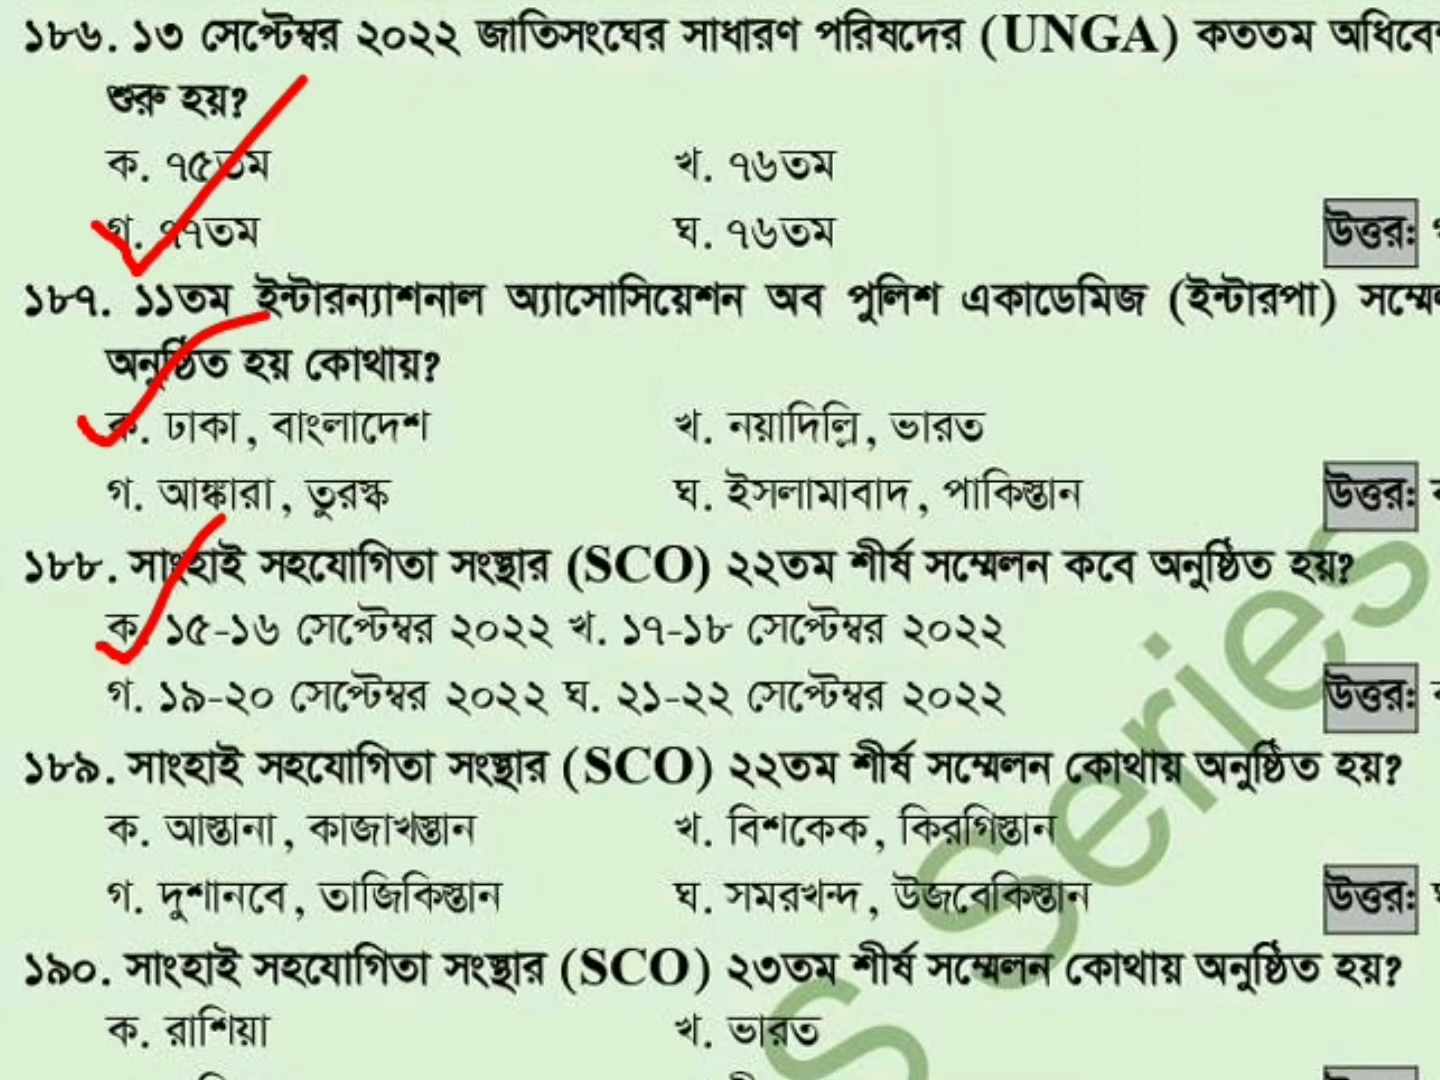 ১৮৬. ১৩ সেপ্টেম্বর ২০২২ জাতিসংঘের সাধারণ পরিষদের (UNGA) কততম
শুরু হয়?
ক. ৭৫তম খ. ৭৬তম
গ. ৭৭তম ঘ. ৭৬তম উত্তর:
১৮৭. ১১তম ইন্টারন্যাশনাল অ্যাসোসিয়েশন অব পুলিশ একাডেমিজ (ইন্টারপা)
অনুষ্ঠিত হয় কোথায়?
ক. ঢাকা, বাংলাদেশ খ. নয়াদিল্লি, ভারত
গ. আঙ্কারা, তুরস্ক ঘ. ইসলামাবাদ, পাকিস্তান উত্তর:
১৮৮. সাংহাই সহযোগিতা সংস্থার (SCO) ২২তম শীর্ষ সম্মেলন কবে অনুষ্ঠিত হয়?
ক. ১৫-১৬ সেপ্টেম্বর ২০২২ খ. ১৭-১৮ সেপ্টেম্বর ২০২২
গ. ১৯-২০ সেপ্টেম্বর ২০২২ ঘ. ২১-২২ সেপ্টেম্বর ২০২২ উত্তর:
১৮৯. সাংহাই সহযোগিতা সংস্থার (SCO) ২২তম শীর্ষ সম্মেলন কোথায় অনুষ্ঠিত হয়?
ক. আস্তানা, কাজাখস্তান খ. বিশকেক, কিরগিস্তান
গ. দুশানবে, তাজিকিস্তান ঘ. সমরখন্দ, উজবেকিস্তান উত্তর:
১৯০. সাংহাই সহযোগিতা সংস্থার (SCO) ২৩তম শীর্ষ সম্মেলন কোথায় অনুষ্ঠিত হয়?
ক. রাশিয়া খ. ভারত
s Series